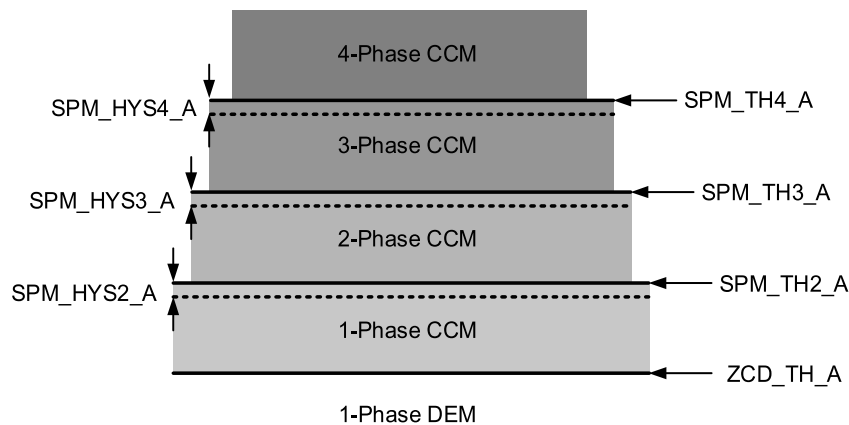 4-Phase CCM
SPM_HYS4_A
SPM_TH4_A
3-Phase CCM
SPM_HYS3_A
SPM_TH3_A
2-Phase CCM
SPM_HYS2_A
SPM_TH2_A
1-Phase CCM
ZCD_TH_A
1-Phase DEM